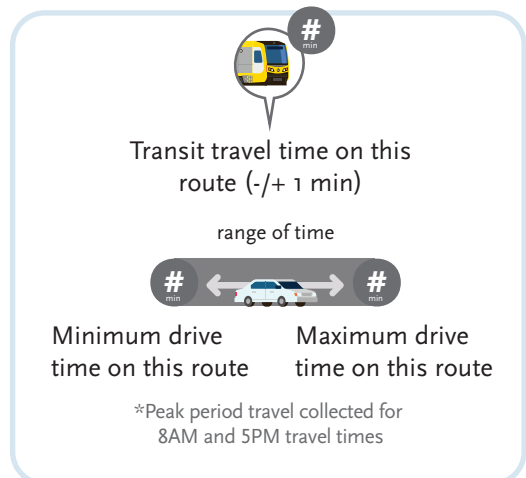 #
min
Transit travel time on this
route (-/+ 1 min)
range of time
# #
min min
Minimum drive Maximum drive
time on this route time on this route
*Peak period travel collected for
8AM and 5PM travel times